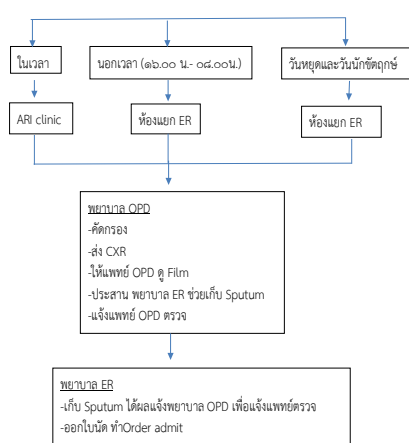 ในเวลา
นอกเวลา (๑๖.๐๐ น.- ๐๘.๐๐น.)
วันหยุดและวันนักขัตฤกษ์
ARI clinic
ห้องแยก ER
ห้องแยก ER
พยาบาล OPD
-คัดกรอง
-ส่ง CXR
-ให้แพทย์ OPD ดู Film
-ประสาน พยาบาล ER ช่วยเก็บ Sputum
-แจ้งแพทย์ OPD ตรวจ
พยาบาล ER
-เก็บ Sputum ได้ผลแจ้งพยาบาล OPD เพื่อแจ้งแพทย์ตรวจ
-ออกใบนัด ทำOrder admit